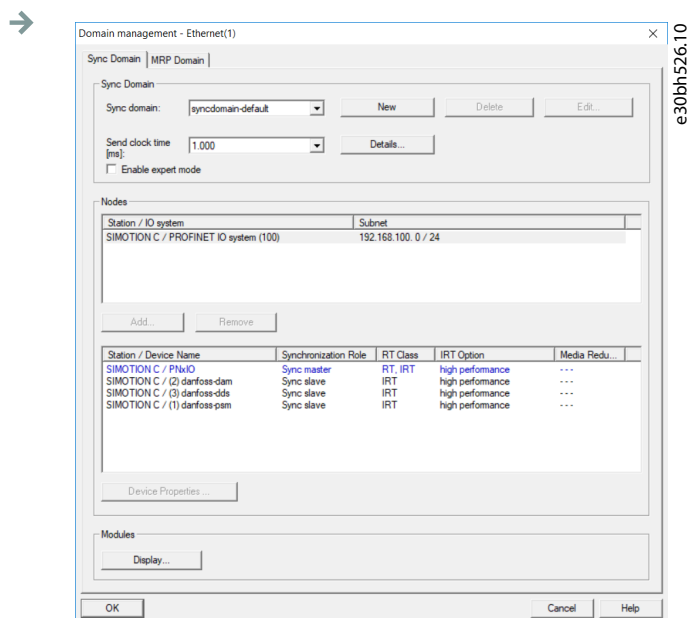 Domain management - Ethernet(1)
Sync Domain MRP Domain
Sync Domain
Sync domain: syncdomain-default New Delete Edit...
Send clock time
[ms]: 1.000 Details...
Enable expert mode
Nodes
Station / IO system Subnet
SIMOTION C / PROFINET IO system (100) 192.168.100. 0 / 24
Add... Remove
Station / Device Name Synchronization Role RT Class IRT Option Media Redu...
SIMOTION C / PNxIO Sync master RT, IRT high performance ---
SIMOTION C / (2) danfoss-dam Sync slave IRT high performance ---
SIMOTION C / (3) danfoss-dds Sync slave IRT high performance ---
SIMOTION C / (1) danfoss-psm Sync slave IRT high performance ---
Device Properties ...
Modules
Display...
OK Cancel Help
e30bh526.10